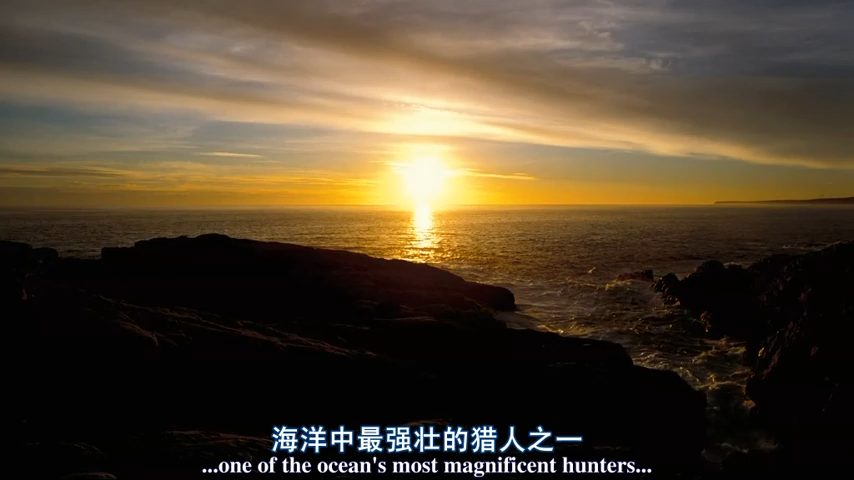 海洋中最强壮的猎人之一
...one of the ocean's most magnificent hunters...